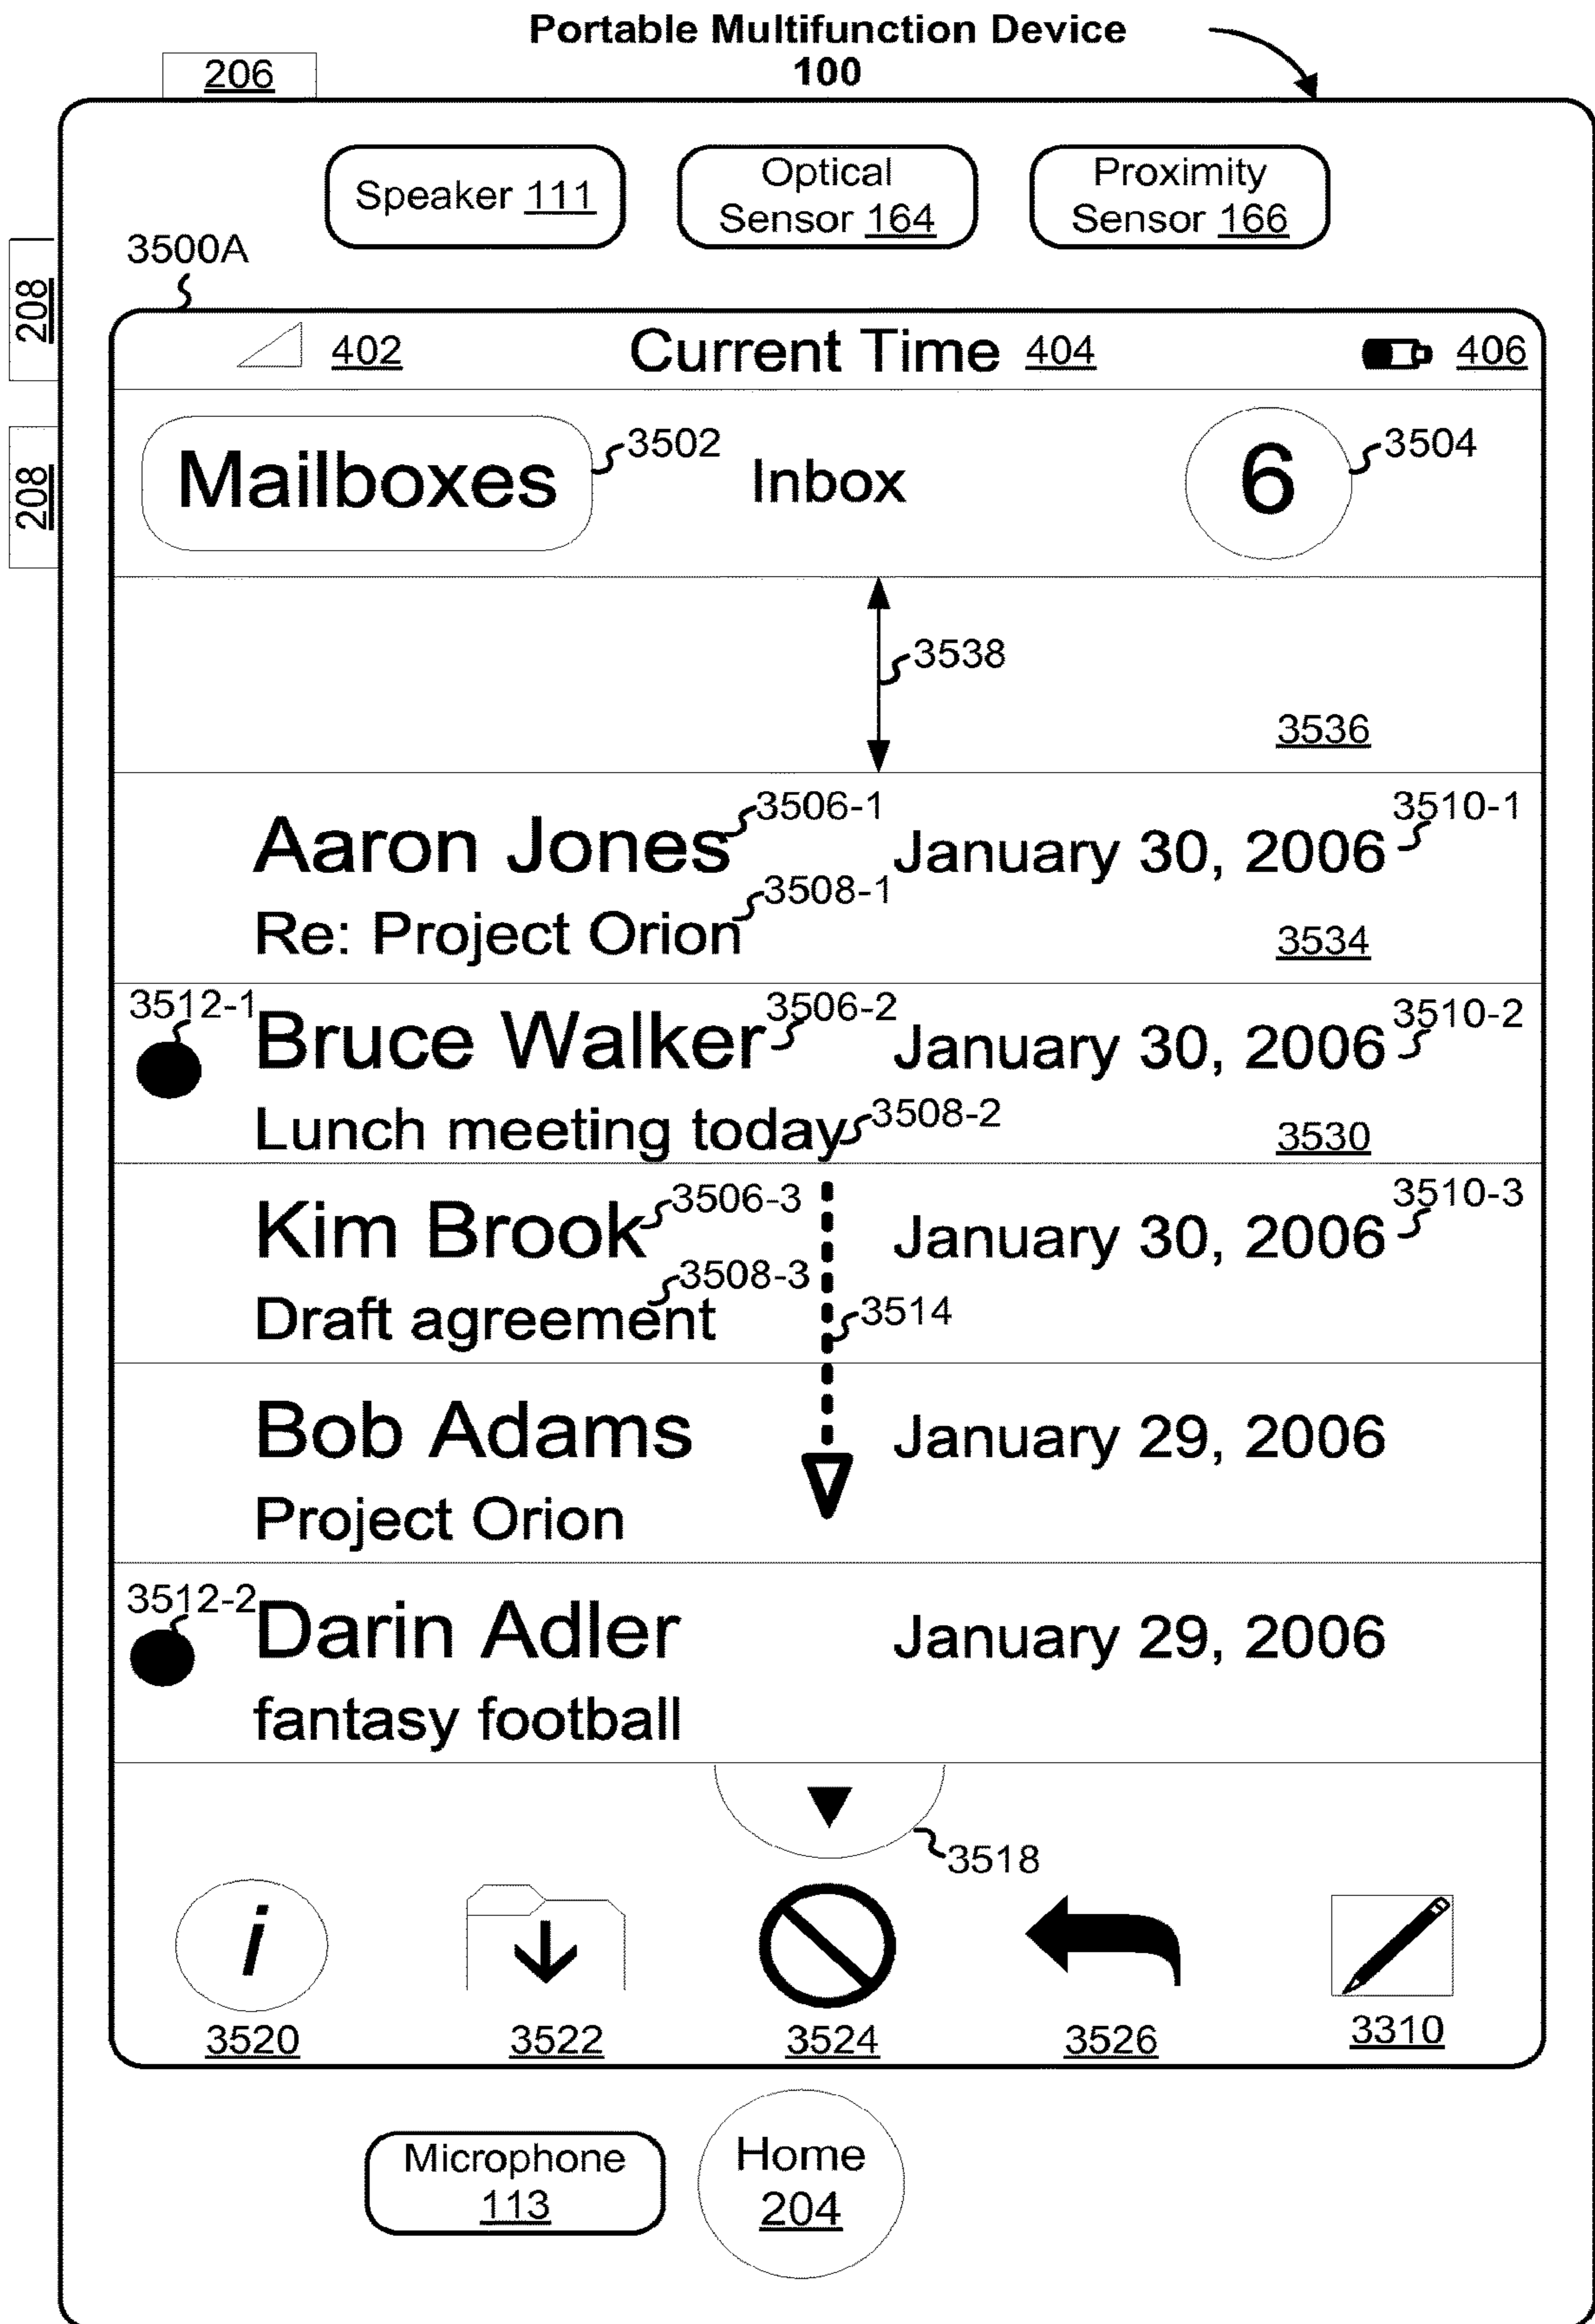 Portable Multifunction Device
100
206
Speaker 111
Optical
Sensor 164
Proximity
Sensor 166
3500A
208
208
402
Current Time 404
406
Mailboxes
3502
Inbox
6
3504
3538
3536
Aaron Jones
3506-1
January 30, 2006
3510-1
Re: Project Orion
3508-1
3534
3512-1
Bruce Walker
3506-2
January 30, 2006
3510-2
Lunch meeting today
3508-2
3530
Kim Brook
3506-3
January 30, 2006
3510-3
Draft agreement
3508-3
3514
Bob Adams
January 29, 2006
Project Orion
3512-2
Darin Adler
January 29, 2006
fantasy football
3518
i
3520
3522
3524
3526
3310
Microphone
113
Home
204